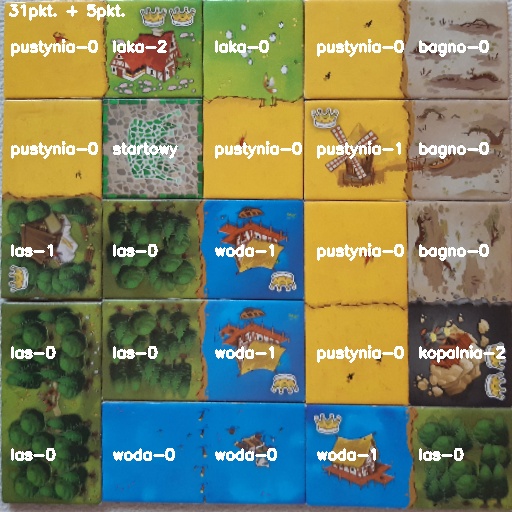 31pkt. + 5pkt.
pustynia-0 laka-2 laka-0 pustynia-0 bagno-0
pustynia-0 startowy pustynia-0 pustynia-1 bagno-0
las-1 las-0 woda-1 pustynia-0 bagno-0
las-0 las-0 woda-1 pustynia-0 kopalnia-2
las-0 woda-0 woda-0 woda-1 las-0